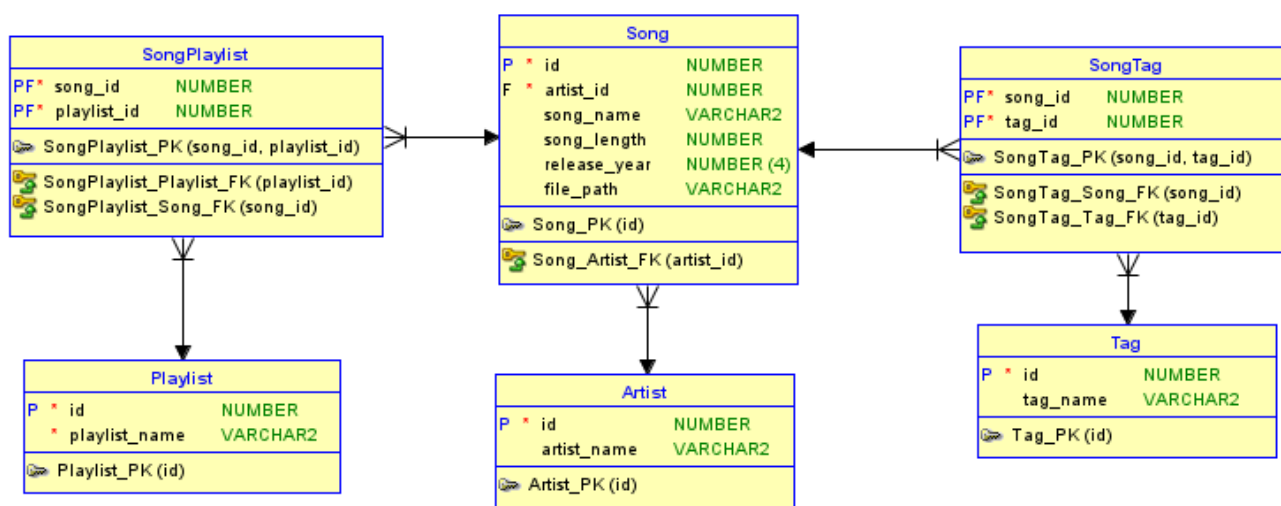 SongPlaylist
PF* song_id NUMBER
PF* playlist_id NUMBER
SongPlaylist_PK (song_id, playlist_id)
SongPlaylist_Playlist_FK (playlist_id)
SongPlaylist_Song_FK (song_id)
Song
P * id NUMBER
F * artist_id NUMBER
song_name VARCHAR2
song_length NUMBER
release_year NUMBER (4)
file_path VARCHAR2
Song_PK (id)
Song_Artist_FK (artist_id)
SongTag
PF* song_id NUMBER
PF* tag_id NUMBER
SongTag_PK (song_id, tag_id)
SongTag_Song_FK (song_id)
SongTag_Tag_FK (tag_id)
Playlist
P * id NUMBER
* playlist_name VARCHAR2
Playlist_PK (id)
Artist
P * id NUMBER
artist_name VARCHAR2
Artist_PK (id)
Tag
P * id NUMBER
tag_name VARCHAR2
Tag_PK (id)